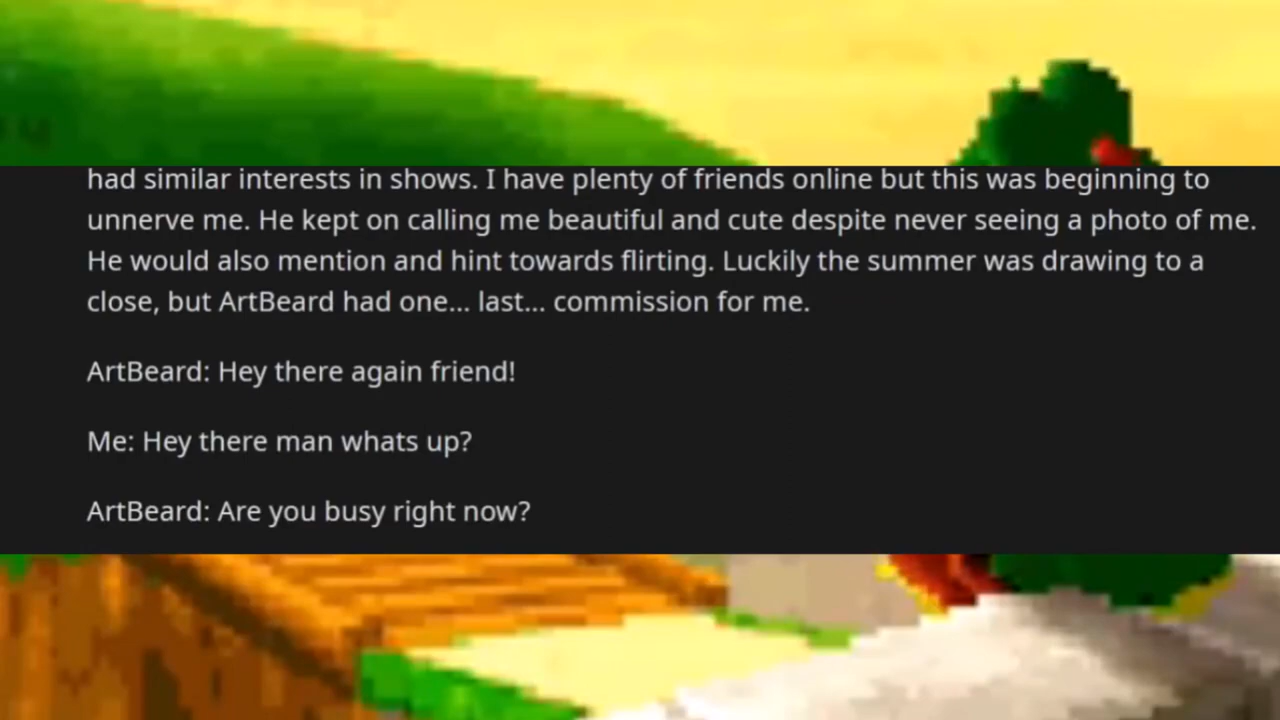 had similar interests in shows. I have plenty of friends online but this was beginning to
unnerve me. He kept on calling me beautiful and cute despite never seeing a photo of me.
He would also mention and hint towards flirting. Luckily the summer was drawing to a
close, but ArtBeard had one... last... commission for me.
ArtBeard: Hey there again friend!
Me: Hey there man whats up?
ArtBeard: Are you busy right now?